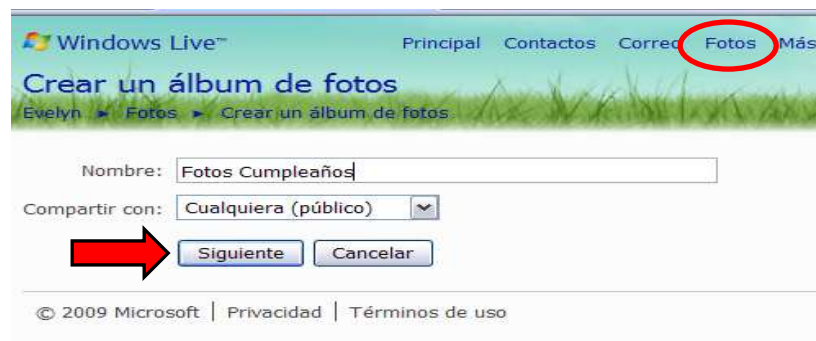 Windows Live™ Principal Contactos Correo Fotos Más
Crear un álbum de fotos
Evelyn ► Fotos ► Crear un álbum de fotos
Nombre: Fotos Cumpleaños
Compartir con: Cualquiera (público)
Siguiente Cancelar
© 2009 Microsoft | Privacidad | Términos de uso